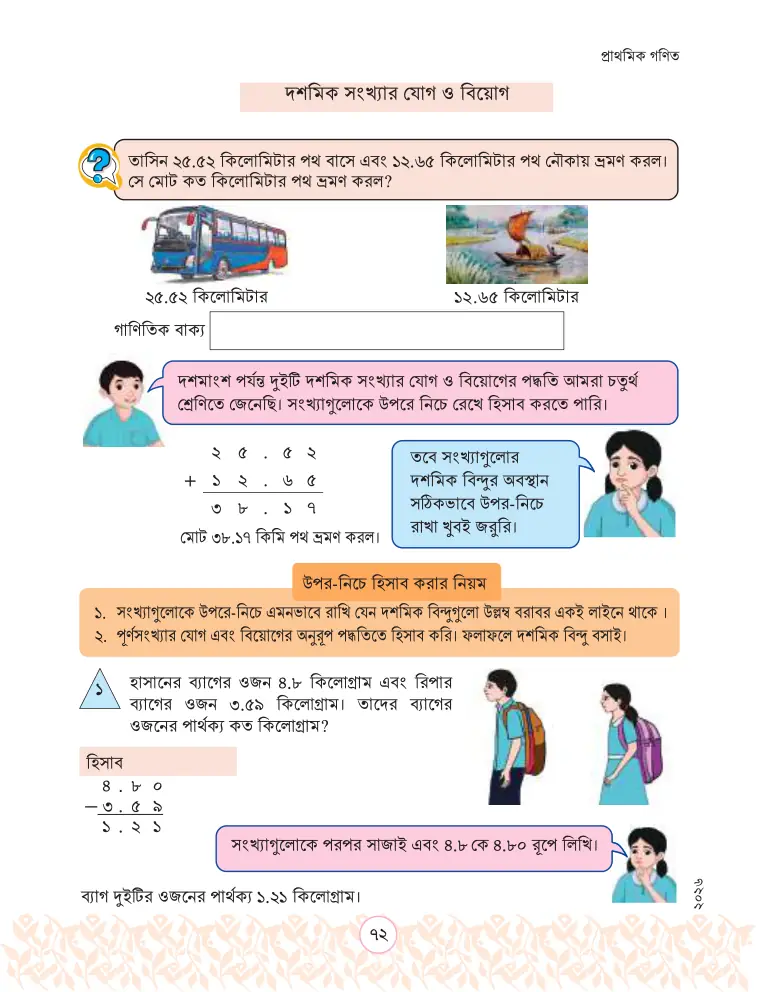 প্রাথমিক গণিত
দশমিক সংখ্যার যোগ ও বিয়োগ
তাসিন ২৫.৫২ কিলোমিটার পথ বাসে এবং ১২.৬৫ কিলোমিটার পথ নৌকায় ভ্রমণ করল।
সে মোট কত কিলোমিটার পথ ভ্রমণ করল?
২৫.৫২ কিলোমিটার
১২.৬৫ কিলোমিটার
গাণিতিক বাক্য
দশমাংশ পর্যন্ত দুইটি দশমিক সংখ্যার যোগ ও বিয়োগের পদ্ধতি আমরা চতুর্থ
শ্রেণিতে জেনেছি। সংখ্যাগুলোকে উপরে নিচে রেখে হিসাব করতে পারি।
২ ৫ . ৫ ২
+ ১ ২ . ৬ ৫
৩ ৮ . ১ ৭
মোট ৩৮.১৭ কিমি পথ ভ্রমণ করল।
তবে সংখ্যাগুলোর
দশমিক বিন্দুর অবস্থান
সঠিকভাবে উপর-নিচে
রাখা খুবই জরুরি।
উপর-নিচে হিসাব করার নিয়ম
১. সংখ্যাগুলোকে উপরে-নিচে এমনভাবে রাখি যেন দশমিক বিন্দুগুলো উল্লম্ব বরাবর একই লাইনে থাকে।
২. পূর্ণসংখ্যার যোগ এবং বিয়োগের অনুরূপ পদ্ধতিতে হিসাব করি। ফলাফলে দশমিক বিন্দু বসাই।
১
হাসানের ব্যাগের ওজন ৪.৮ কিলোগ্রাম এবং রিপার
ব্যাগের ওজন ৩.৫৯ কিলোগ্রাম। তাদের ব্যাগের
ওজনের পার্থক্য কত কিলোগ্রাম?
হিসাব
৪ . ৮ ০
− ৩ . ৫ ৯
১ . ২ ১
সংখ্যাগুলোকে পরপর সাজাই এবং ৪.৮ কে ৪.৮০ রূপে লিখি।
ব্যাগ দুইটির ওজনের পার্থক্য ১.২১ কিলোগ্রাম।
২০২৬
৭২